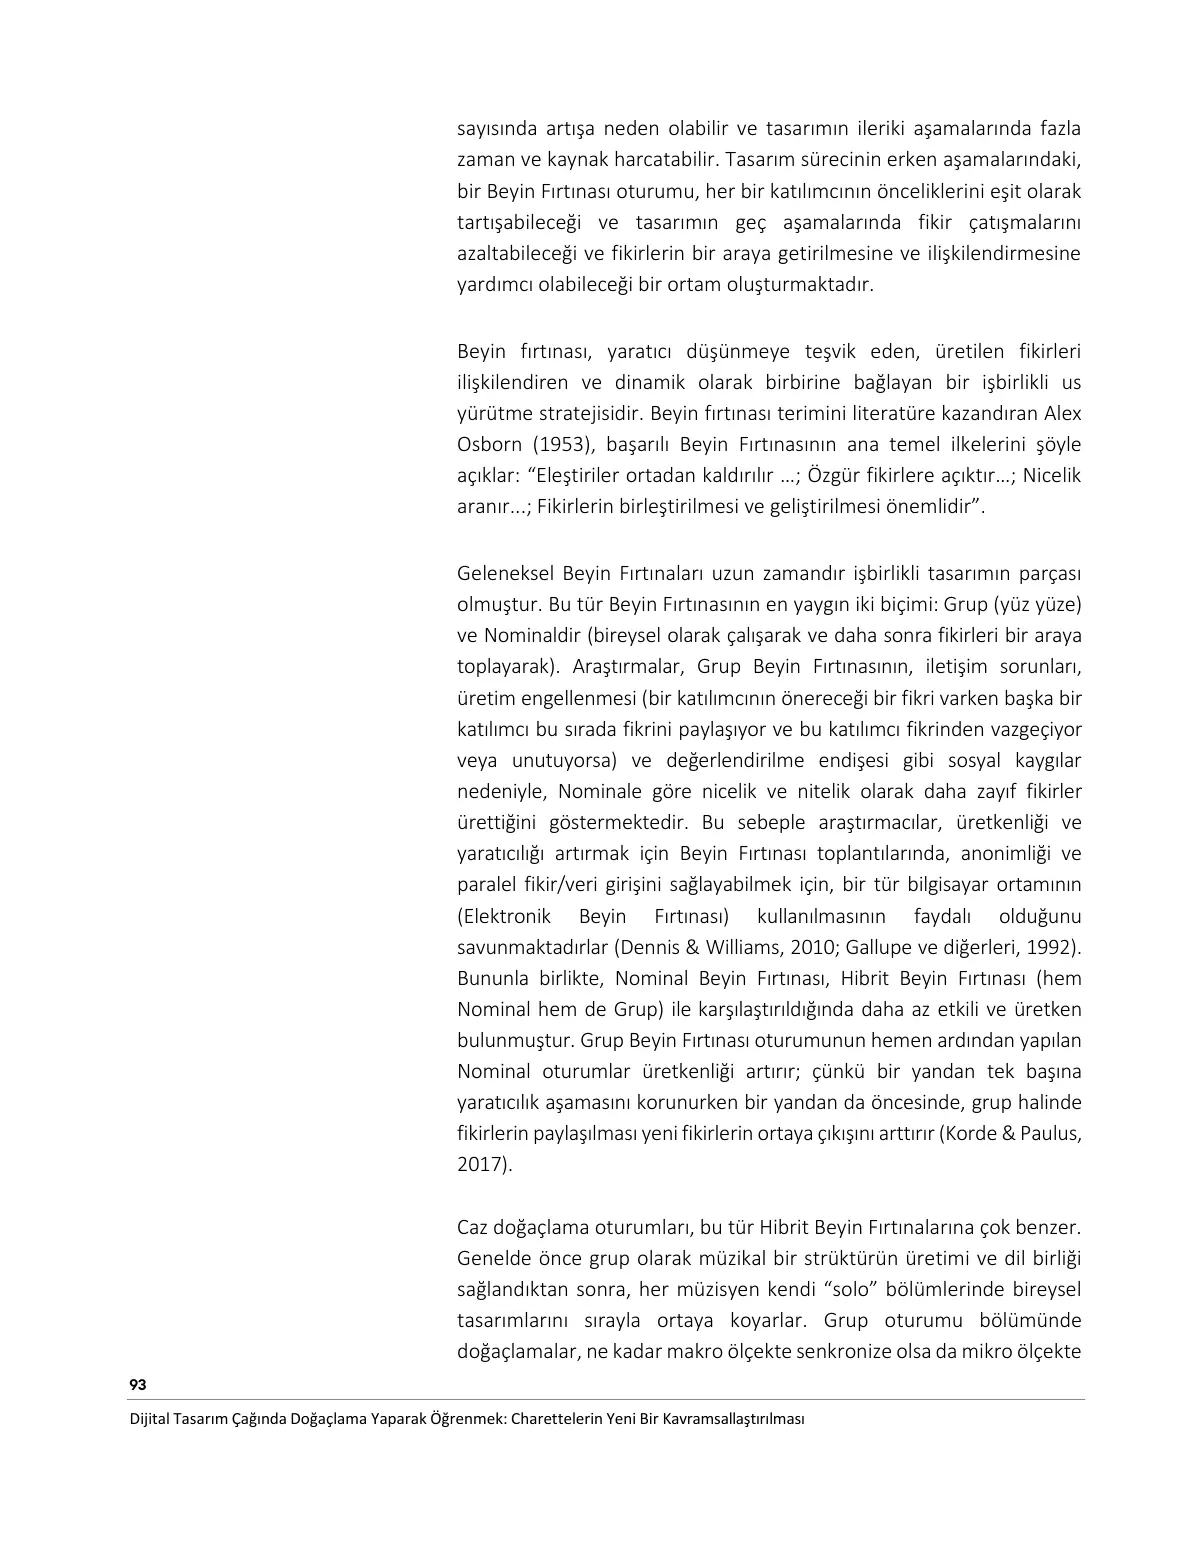 sayısında artışa neden olabilir ve tasarımın ileriki aşamalarında fazla
zaman ve kaynak harcatabilir. Tasarım sürecinin erken aşamalarındaki,
bir Beyin Fırtınası oturumu, her bir katılımcının önceliklerini eşit olarak
tartışabileceği ve tasarımın geç aşamalarında fikir çatışmalarını
azaltabileceği ve fikirlerin bir araya getirilmesine ve ilişkilendirmesine
yardımcı olabileceği bir ortam oluşturmaktadır.
Beyin fırtınası, yaratıcı düşünmeye teşvik eden, üretilen fikirleri
ilişkilendiren ve dinamik olarak birbirine bağlayan bir işbirlikli us
yürütme stratejisidir. Beyin fırtınası terimini literatüre kazandıran Alex
Osborn (1953), başarılı Beyin Fırtınasının ana temel ilkelerini şöyle
açıklar: “Eleştiriler ortadan kaldırılır …; Özgür fikirlere açıktır…; Nicelik
aranır...; Fikirlerin birleştirilmesi ve geliştirilmesi önemlidir”.
Geleneksel Beyin Fırtınaları uzun zamandır işbirlikli tasarımın parçası
olmuştur. Bu tür Beyin Fırtınasının en yaygın iki biçimi: Grup (yüz yüze)
ve Nominaldir (bireysel olarak çalışarak ve daha sonra fikirleri bir araya
toplayarak). Araştırmalar, Grup Beyin Fırtınasının, iletişim sorunları,
üretim engellenmesi (bir katılımcının önereceği bir fikri varken başka bir
katılımcı bu sırada fikrini paylaşıyor ve bu katılımcı fikrinden vazgeçiyor
veya unutuyorsa) ve değerlendirilme endişesi gibi sosyal kaygılar
nedeniyle, Nominale göre nicelik ve nitelik olarak daha zayıf fikirler
ürettiğini göstermektedir. Bu sebeple araştırmacılar, üretkenliği ve
yaratıcılığı artırmak için Beyin Fırtınası toplantılarında, anonimliği ve
paralel fikir/veri girişini sağlayabilmek için, bir tür bilgisayar ortamının
(Elektronik Beyin Fırtınası) kullanılmasının faydalı olduğunu
savunmaktadırlar (Dennis & Williams, 2010; Gallupe ve diğerleri, 1992).
Bununla birlikte, Nominal Beyin Fırtınası, Hibrit Beyin Fırtınası (hem
Nominal hem de Grup) ile karşılaştırıldığında daha az etkili ve üretken
bulunmuştur. Grup Beyin Fırtınası oturumunun hemen ardından yapılan
Nominal oturumlar üretkenliği artırır; çünkü bir yandan tek başına
yaratıcılık aşamasını korunurken bir yandan da öncesinde, grup halinde
fikirlerin paylaşılması yeni fikirlerin ortaya çıkışını arttırır (Korde & Paulus,
2017).
Caz doğaçlama oturumları, bu tür Hibrit Beyin Fırtınalarına çok benzer.
Genelde önce grup olarak müzikal bir strüktürün üretimi ve dil birliği
sağlandıktan sonra, her müzisyen kendi “solo” bölümlerinde bireysel
tasarımlarını sırayla ortaya koyarlar. Grup oturumu bölümünde
doğaçlamalar, ne kadar makro ölçekte senkronize olsa da mikro ölçekte
93
Dijital Tasarım Çağında Doğaçlama Yaparak Öğrenmek: Charettelerin Yeni Bir Kavramsallaştırılması